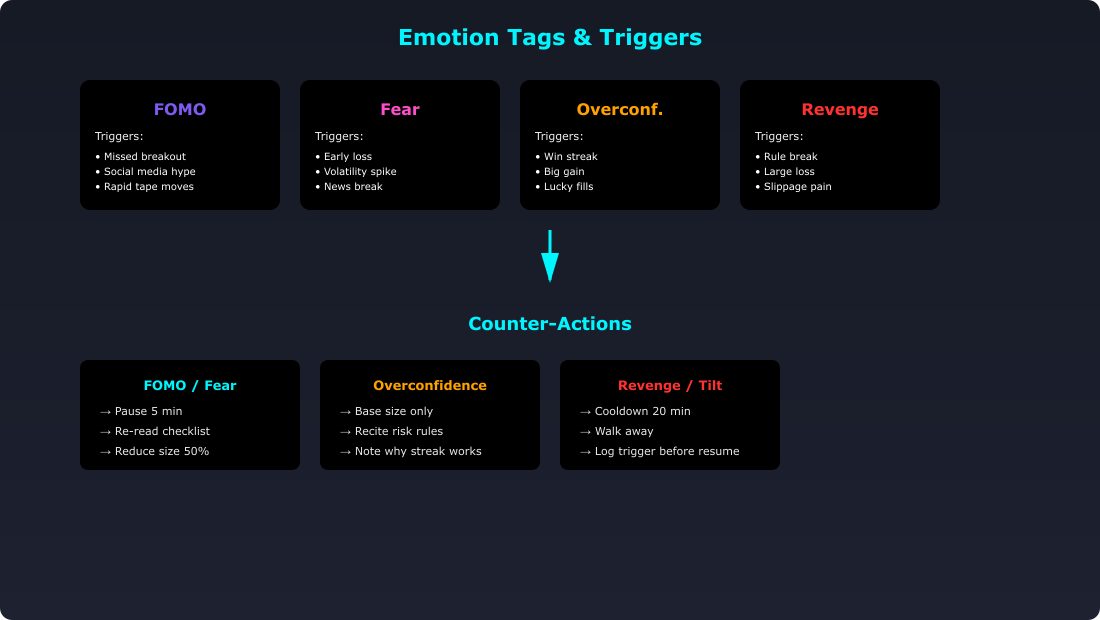 Emotion Tags & Triggers
FOMO
Triggers:
• Missed breakout
• Social media hype
• Rapid tape moves
Fear
Triggers:
• Early loss
• Volatility spike
• News break
Overconf.
Triggers:
• Win streak
• Big gain
• Lucky fills
Revenge
Triggers:
• Rule break
• Large loss
• Slippage pain
Counter-Actions
FOMO / Fear
→ Pause 5 min
→ Re-read checklist
→ Reduce size 50%
Overconfidence
→ Base size only
→ Recite risk rules
→ Note why streak works
Revenge / Tilt
→ Cooldown 20 min
→ Walk away
→ Log trigger before resume